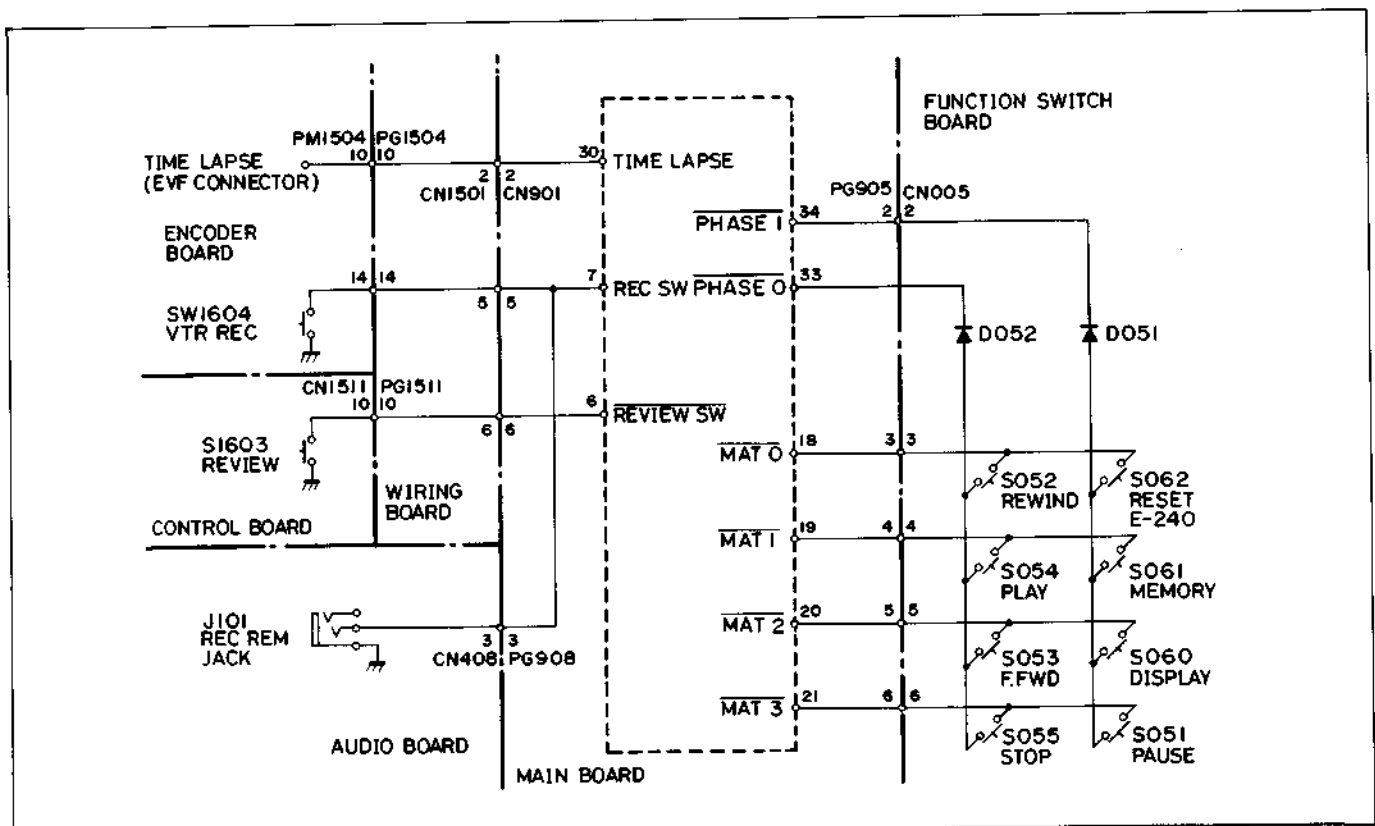 FUNCTION SWITCH
BOARD
PM1504 PG1504
10 10
TIME LAPSE
(EVF CONNECTOR)
2 2
CN1501 CN901
30 TIME LAPSE
PG905 CN005
PHASE 1 34
2 2
ENCODER
BOARD
14 14
5 5
7 REC SW PHASE 0 33
SW1604
VTR REC
D052
D051
CN1511 PG1511
10 10
6 6
6 REVIEW SW
S1603
REVIEW
MAT 0 18
3 3
S052
REWIND
S062
RESET
E-240
WIRING
BOARD
CONTROL BOARD
MAT 1 19
4 4
S054
PLAY
S061
MEMORY
J101
REC REM
JACK
3 3
CN408 PG908
MAT 2 20
5 5
S053
F.FWD
S060
DISPLAY
MAT 3 21
6 6
S055
STOP
S051
PAUSE
AUDIO BOARD
MAIN BOARD